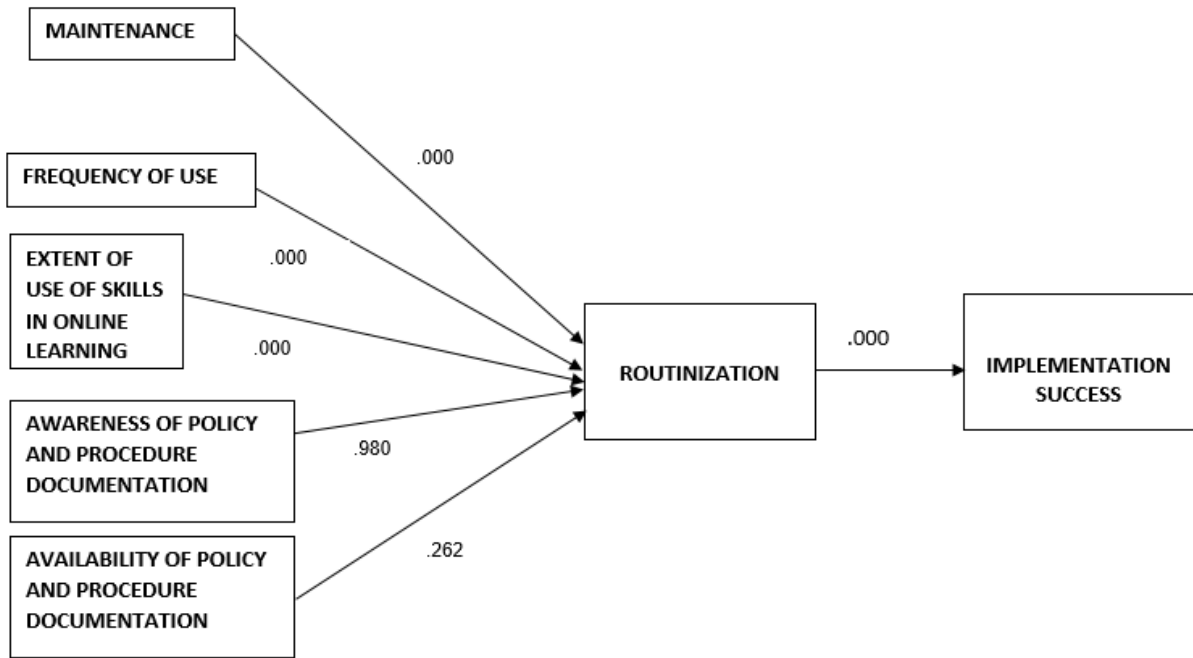 MAINTENANCE
.000
FREQUENCY OF USE
.000
EXTENT OF
USE OF SKILLS
IN ONLINE
LEARNING
.000
AWARENESS OF POLICY
AND PROCEDURE
DOCUMENTATION
.980
AVAILABILITY OF POLICY
AND PROCEDURE
DOCUMENTATION
.262
ROUTINIZATION
.000
IMPLEMENTATION
SUCCESS